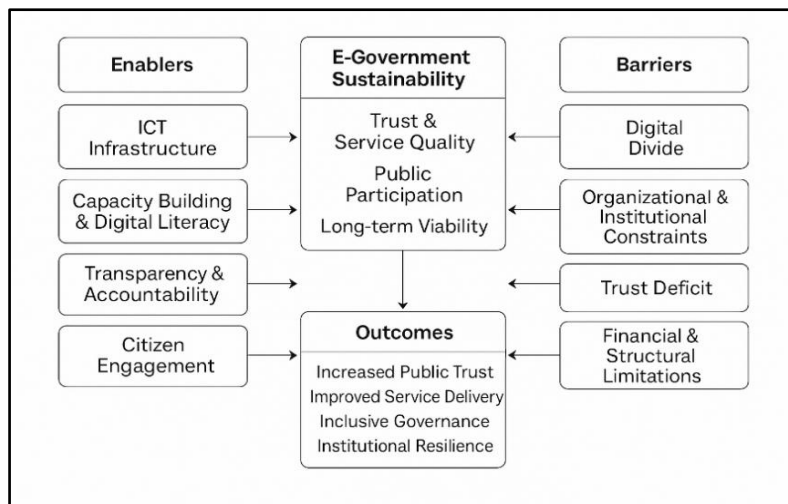 Enablers
ICT
Infrastructure
Capacity Building
& Digital Literacy
Transparency &
Accountability
Citizen
Engagement
E-Government
Sustainability
Trust &
Service Quality
Public
Participation
Long-term Viability
Outcomes
Increased Public Trust
Improved Service Delivery
Inclusive Governance
Institutional Resilience
Barriers
Digital
Divide
Organizational &
Institutional
Constraints
Trust Deficit
Financial &
Structural
Limitations